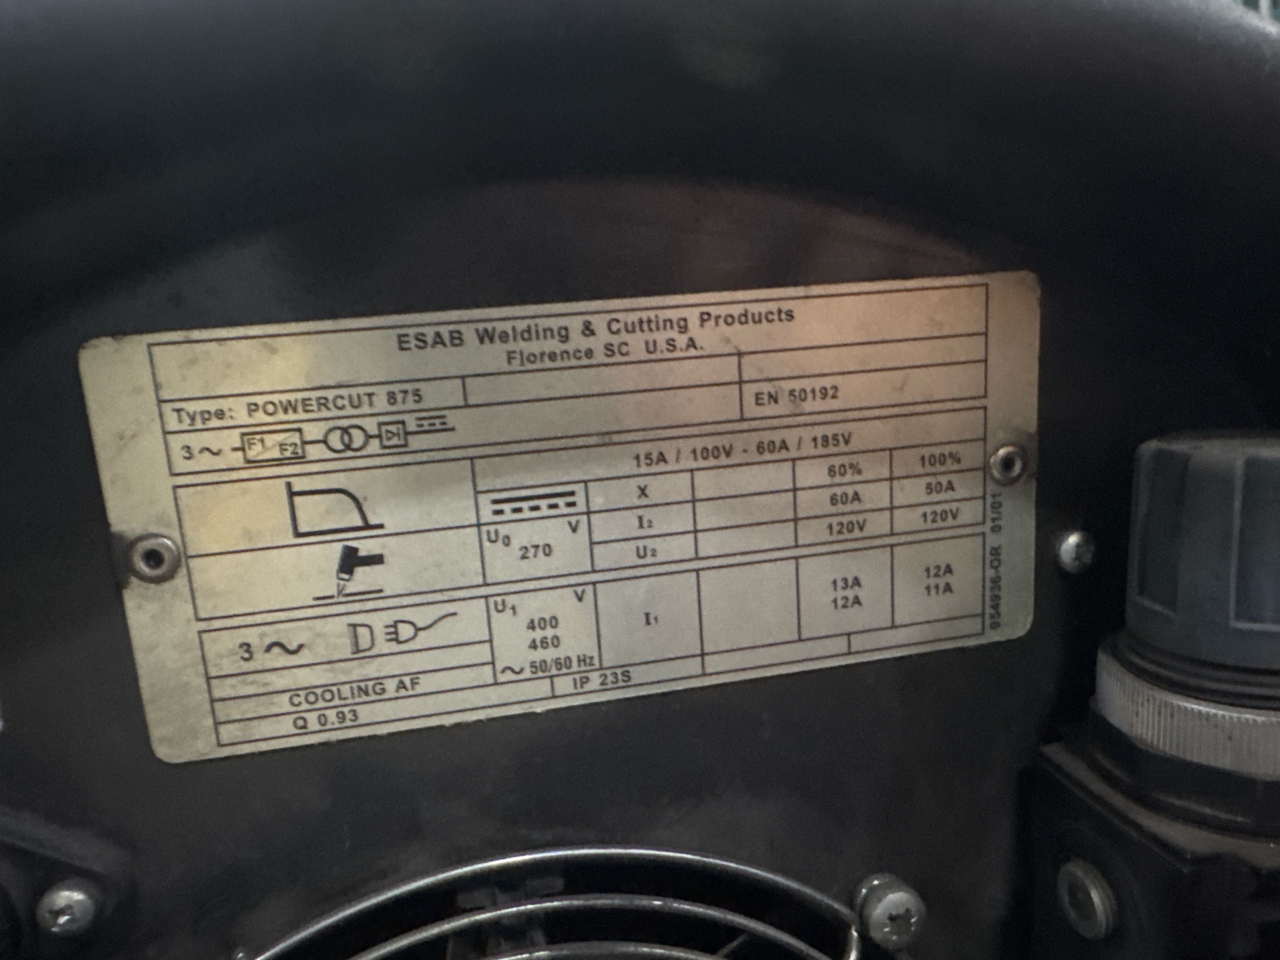 ESAB Welding & Cutting Products
Florence SC U.S.A.
Type: POWERCUT 875
EN 50192
3 ~ F1 F2
15A / 100V - 60A / 185V
X 60% 100%
I2 60A 50A
U0 V
270
U2 120V 120V
3 ~
U1 V
400
460
~ 50/60 Hz
I1
13A 12A
12A 11A
COOLING AF
IP 23S
Q 0.93
054936-OR 01/01